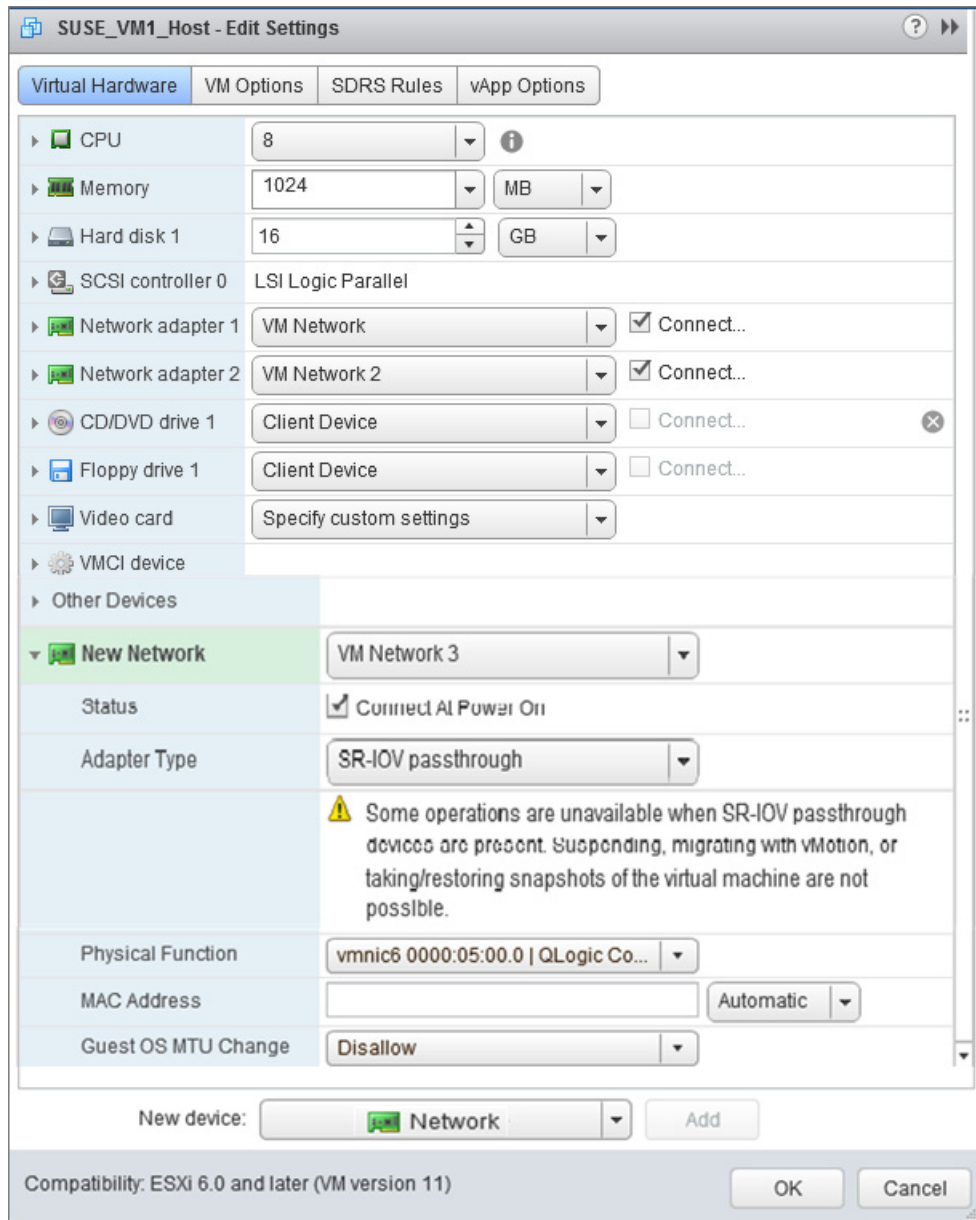 SUSE_VM1_Host - Edit Settings
Virtual Hardware VM Options SDRS Rules vApp Options
CPU 8
Memory 1024 MB
Hard disk 1 16 GB
SCSI controller 0 LSI Logic Parallel
Network adapter 1 VM Network Connect...
Network adapter 2 VM Network 2 Connect...
CD/DVD drive 1 Client Device Connect...
Floppy drive 1 Client Device Connect...
Video card Specify custom settings
VMCI device
Other Devices
New Network VM Network 3
Status Connect At Power On
Adapter Type SR-IOV passthrough
Some operations are unavailable when SR-IOV passthrough
devices are present. Suspending, migrating with vMotion, or
taking/restoring snapshots of the virtual machine are not
possible.
Physical Function vmnic6 0000:05:00.0 | QLogic Co...
MAC Address Automatic
Guest OS MTU Change Disallow
New device: Network Add
Compatibility: ESXi 6.0 and later (VM version 11) OK Cancel